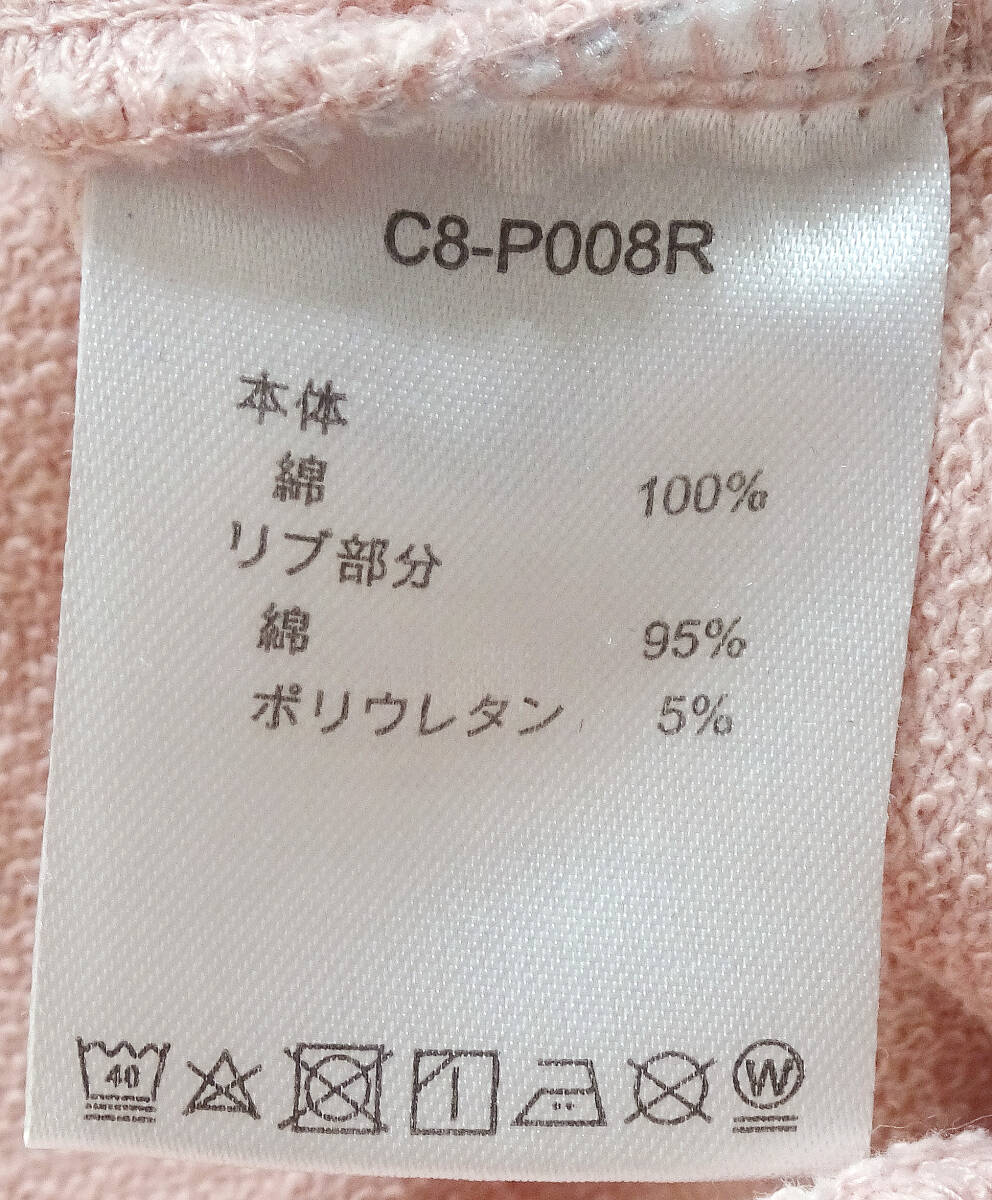 C8-P008R
本体
綿 100%
リブ部分
綿 95%
ポリウレタン 5%
40 W